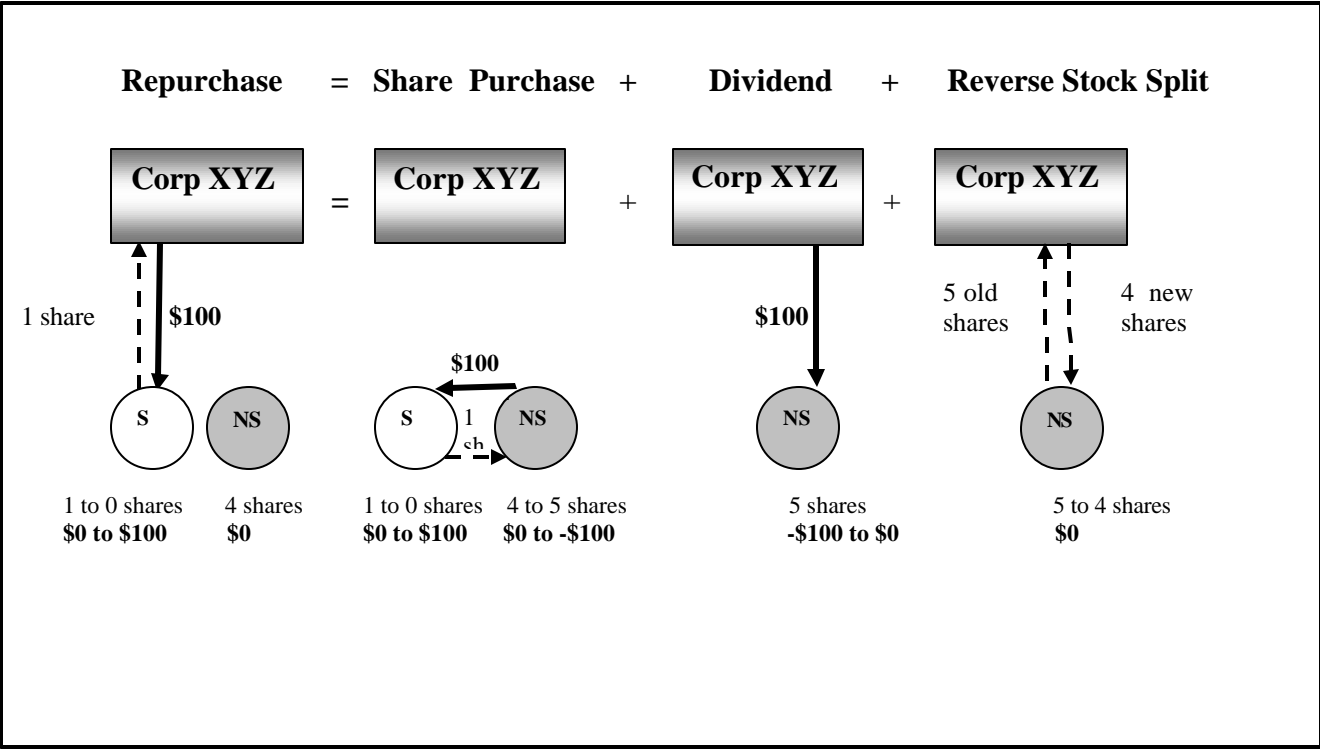 Repurchase = Share Purchase + Dividend + Reverse Stock Split
Corp XYZ = Corp XYZ + Corp XYZ + Corp XYZ
1 share
$100
$100
5 old
shares
4 new
shares
$100
S
NS
S
1
sh
NS
NS
NS
1 to 0 shares 4 shares 1 to 0 shares 4 to 5 shares 5 shares 5 to 4 shares
$0 to $100 $0 $0 to $100 $0 to -$100 -$100 to $0 $0